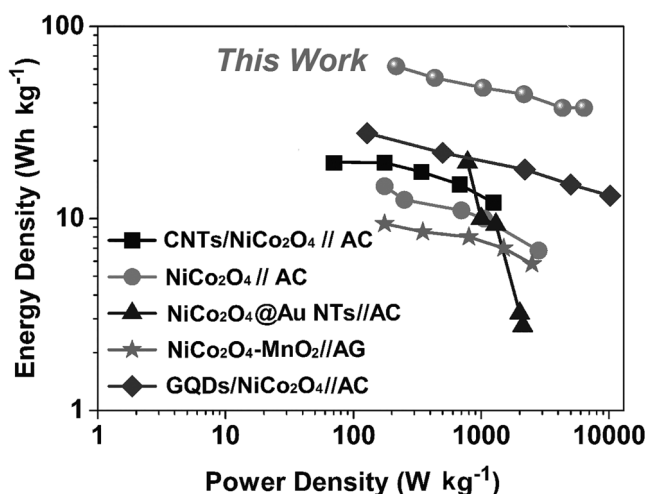 100
This Work
10
CNTs/NiCo₂O₄ // AC
NiCo₂O₄ // AC
NiCo₂O₄@Au NTs//AC
NiCo₂O₄-MnO₂//AG
GQDs/NiCo₂O₄//AC
1
Energy Density (Wh kg⁻¹)
1 10 100 1000 10000
Power Density (W kg⁻¹)